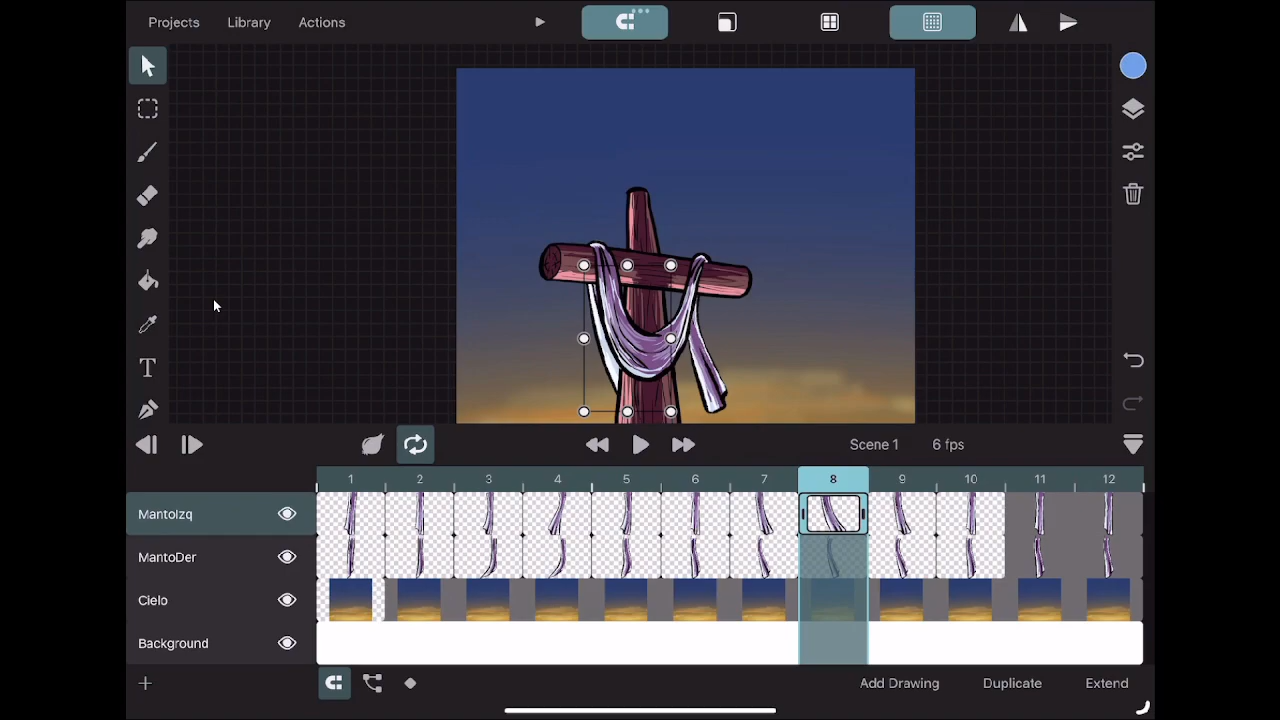 Projects Library Actions
T
Scene 1 6 fps
1 2 3 4 5 6 7 8 9 10 11 12
MantoIzq
MantoDer
CIelo
Background
Add Drawing Duplicate Extend